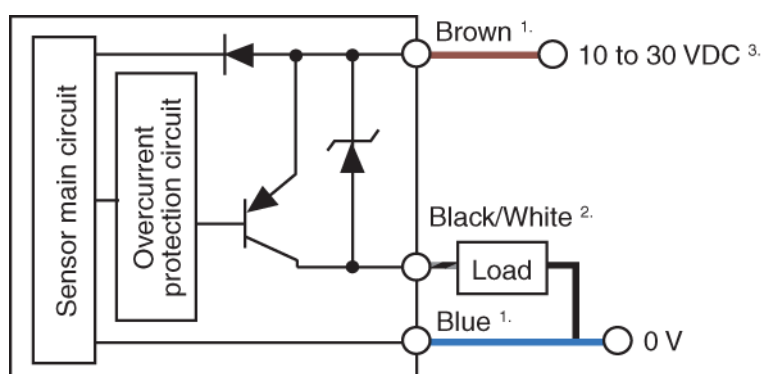 Sensor main circuit
Overcurrent
protection circuit
Brown 1.
10 to 30 VDC 3.
Black/White 2.
Load
Blue 1.
0 V